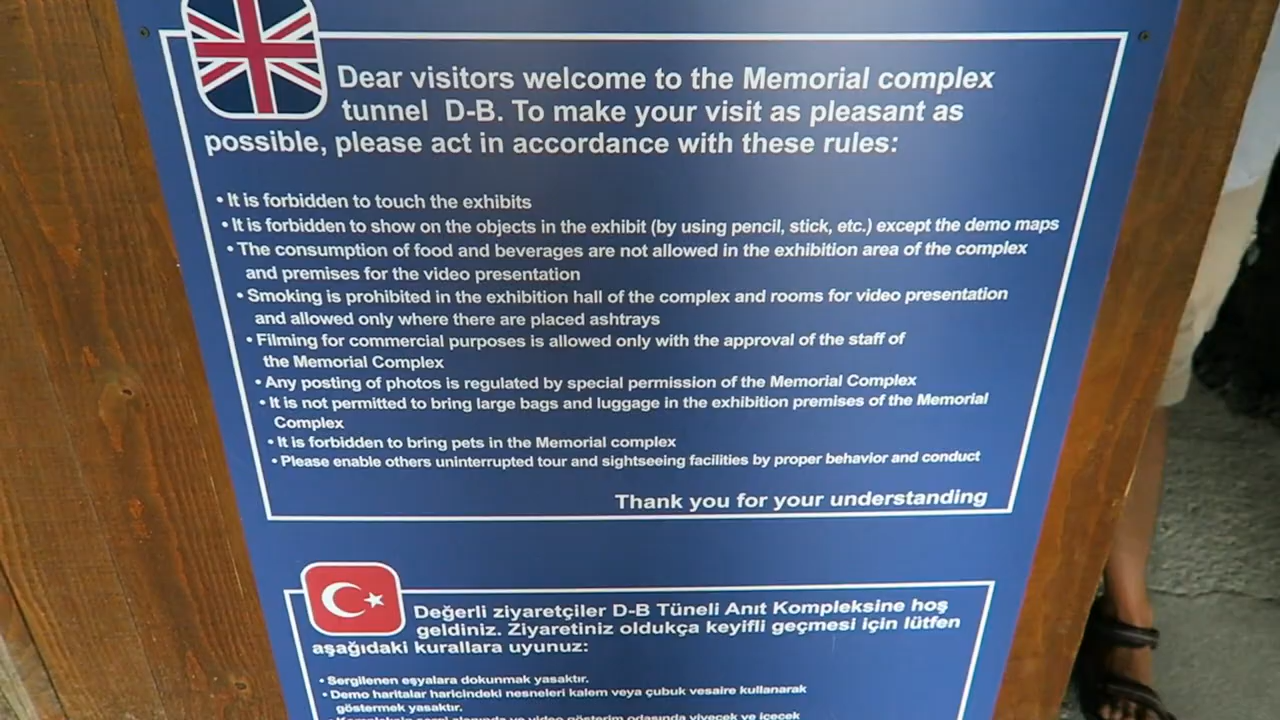 Dear visitors welcome to the Memorial complex
tunnel D-B. To make your visit as pleasant as
possible, please act in accordance with these rules:
• It is forbidden to touch the exhibits
• It is forbidden to show on the objects in the exhibit (by using pencil, stick, etc.) except the demo maps
• The consumption of food and beverages are not allowed in the exhibition area of the complex
and premises for the video presentation
• Smoking is prohibited in the exhibition hall of the complex and rooms for video presentation
and allowed only where there are placed ashtrays
• Filming for commercial purposes is allowed only with the approval of the staff of
the Memorial Complex
• Any posting of photos is regulated by special permission of the Memorial Complex
• It is not permitted to bring large bags and luggage in the exhibition premises of the Memorial
Complex
• It is forbidden to bring pets in the Memorial complex
• Please enable others uninterrupted tour and sightseeing facilities by proper behavior and conduct
Thank you for your understanding
Değerli ziyaretçiler D-B Tüneli Anıt Kompleksine hoş
geldiniz. Ziyaretiniz oldukça keyifli geçmesi için lütfen
aşağıdaki kurallara uyunuz:
• Sergilenen eşyalara dokunmak yasaktır.
• Demo haritalar haricindeki nesneleri kalem veya çubuk vesaire kullanarak
göstermek yasaktır.
• Kompleksin sergi alanında ve video gösterim odasında yiyecek ve içecek